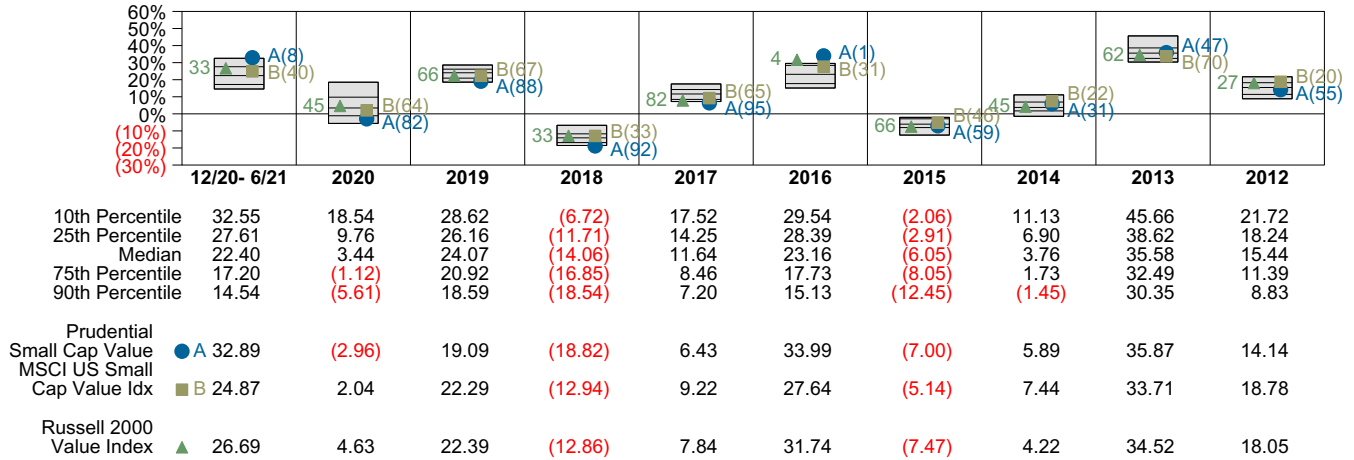 60%
50%
40%
30%
20%
10%
0%
(10%)
(20%)
(30%)
33 A(8) B(40)
45 B(64) A(82)
66 B(67) A(88)
33 B(33) A(92)
82 B(65) A(95)
4 A(1) B(31)
66 B(46) A(59)
45 B(22) A(31)
62 A(47) B(70)
27 B(20) A(55)
12/20- 6/21 2020 2019 2018 2017 2016 2015 2014 2013 2012
10th Percentile 32.55 18.54 28.62 (6.72) 17.52 29.54 (2.06) 11.13 45.66 21.72
25th Percentile 27.61 9.76 26.16 (11.71) 14.25 28.39 (2.91) 6.90 38.62 18.24
Median 22.40 3.44 24.07 (14.06) 11.64 23.16 (6.05) 3.76 35.58 15.44
75th Percentile 17.20 (1.12) 20.92 (16.85) 8.46 17.73 (8.05) 1.73 32.49 11.39
90th Percentile 14.54 (5.61) 18.59 (18.54) 7.20 15.13 (12.45) (1.45) 30.35 8.83
Prudential
Small Cap Value A 32.89 (2.96) 19.09 (18.82) 6.43 33.99 (7.00) 5.89 35.87 14.14
MSCI US Small
Cap Value Idx B 24.87 2.04 22.29 (12.94) 9.22 27.64 (5.14) 7.44 33.71 18.78
Russell 2000
Value Index 26.69 4.63 22.39 (12.86) 7.84 31.74 (7.47) 4.22 34.52 18.05